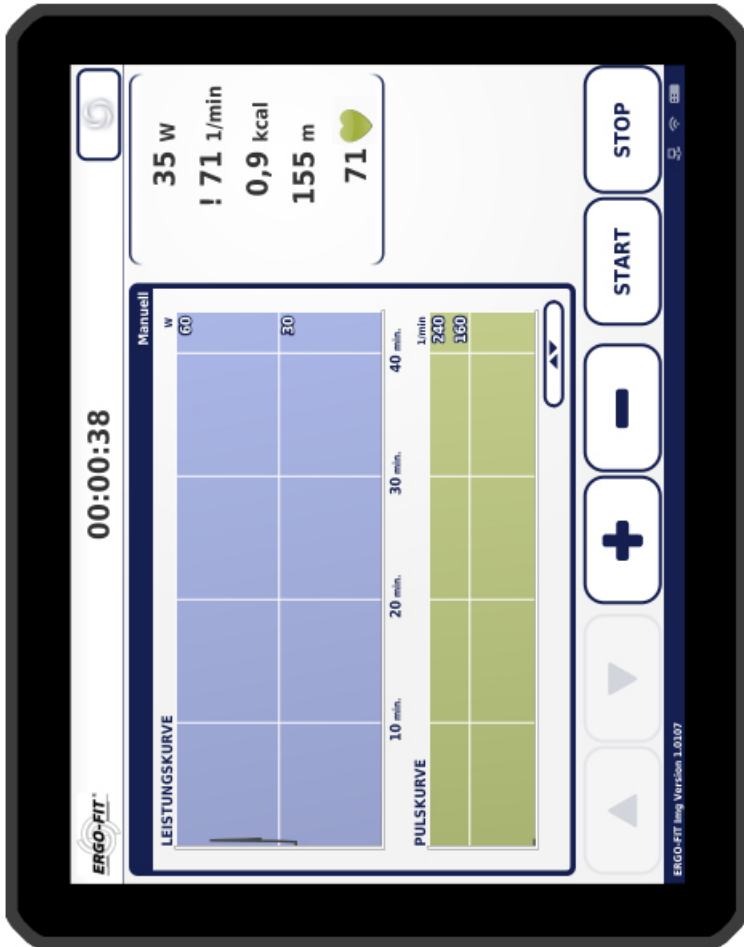 ERGO-FIT
00:00:38
Manuell
LEISTUNGSKURVE
W
60
30
10 min.
20 min.
30 min.
40 min.
PULSKURVE
1/min
240
160
35 W
! 71 1/min
0,9 kcal
155 m
71
START
STOP
ERGO-FIT Img Version 1.0107